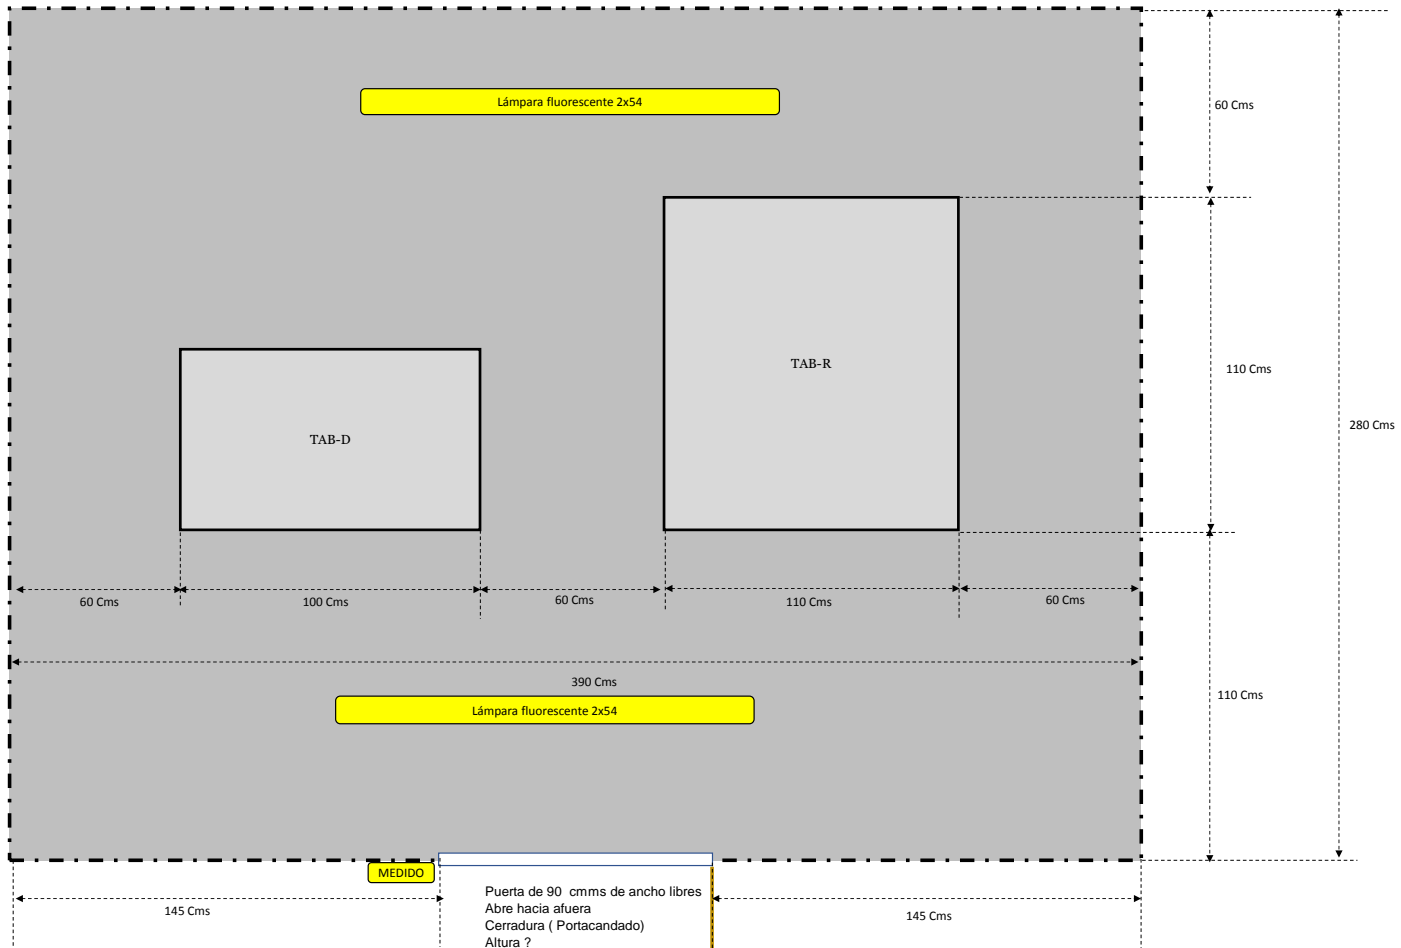 Lámpara fluorescente 2x54
60 Cms
TAB-R
110 Cms
280 Cms
TAB-D
60 Cms
100 Cms
60 Cms
110 Cms
60 Cms
390 Cms
110 Cms
Lámpara fluorescente 2x54
MEDIDO
Puerta de 90 cmms de ancho libres
Abre hacia afuera
Cerradura ( Portacandado)
Altura ?
145 Cms
145 Cms